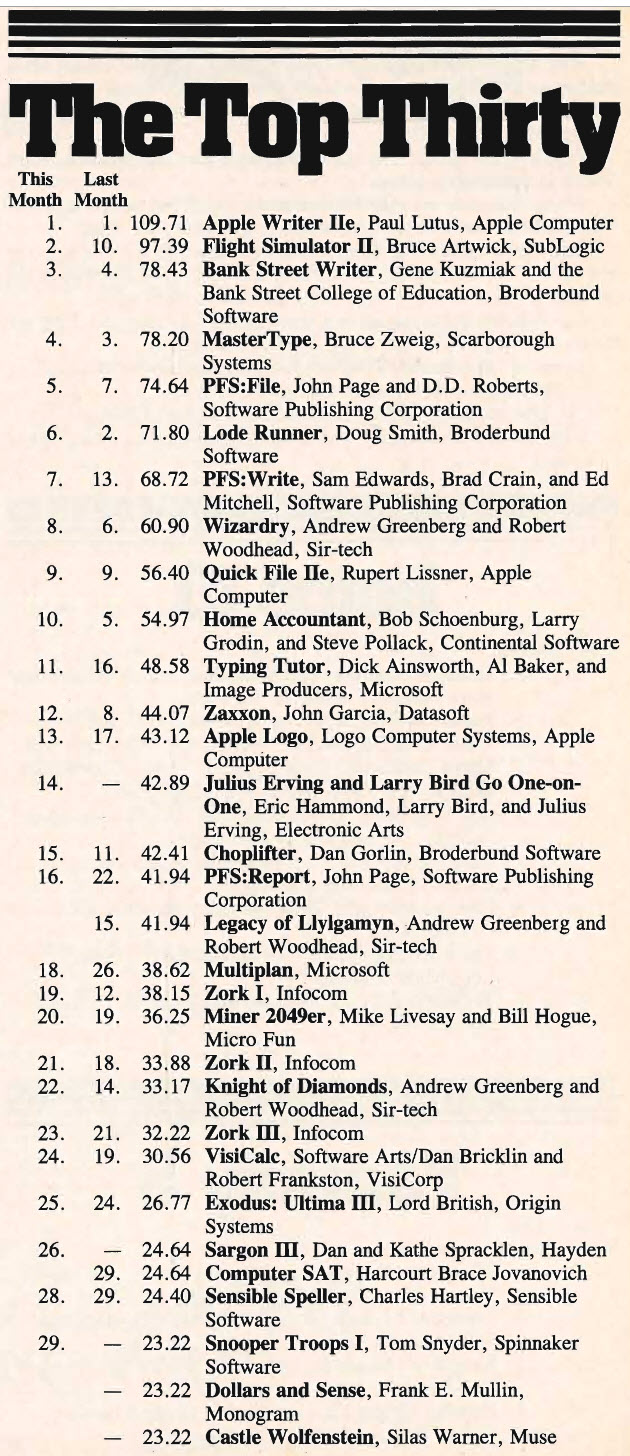 The Top Thirty
This Last
Month Month
1. 1. 109.71 Apple Writer IIe, Paul Lutus, Apple Computer
2. 10. 97.39 Flight Simulator II, Bruce Artwick, SubLogic
3. 4. 78.43 Bank Street Writer, Gene Kuzmiak and the
Bank Street College of Education, Broderbund
Software
4. 3. 78.20 MasterType, Bruce Zweig, Scarborough
Systems
5. 7. 74.64 PFS:File, John Page and D.D. Roberts,
Software Publishing Corporation
6. 2. 71.80 Lode Runner, Doug Smith, Broderbund
Software
7. 13. 68.72 PFS:Write, Sam Edwards, Brad Crain, and Ed
Mitchell, Software Publishing Corporation
8. 6. 60.90 Wizardry, Andrew Greenberg and Robert
Woodhead, Sir-tech
9. 9. 56.40 Quick File IIe, Rupert Lissner, Apple
Computer
10. 5. 54.97 Home Accountant, Bob Schoenburg, Larry
Grodin, and Steve Pollack, Continental Software
11. 16. 48.58 Typing Tutor, Dick Ainsworth, Al Baker, and
Image Producers, Microsoft
12. 8. 44.07 Zaxxon, John Garcia, Datasoft
13. 17. 43.12 Apple Logo, Logo Computer Systems, Apple
Computer
14. — 42.89 Julius Erving and Larry Bird Go One-on-
One, Eric Hammond, Larry Bird, and Julius
Erving, Electronic Arts
15. 11. 42.41 Choplifter, Dan Gorlin, Broderbund Software
16. 22. 41.94 PFS:Report, John Page, Software Publishing
Corporation
15. 41.94 Legacy of Llylgamyn, Andrew Greenberg and
Robert Woodhead, Sir-tech
18. 26. 38.62 Multiplan, Microsoft
19. 12. 38.15 Zork I, Infocom
20. 19. 36.25 Miner 2049er, Mike Livesay and Bill Hogue,
Micro Fun
21. 18. 33.88 Zork II, Infocom
22. 14. 33.17 Knight of Diamonds, Andrew Greenberg and
Robert Woodhead, Sir-tech
23. 21. 32.22 Zork III, Infocom
24. 19. 30.56 VisiCalc, Software Arts/Dan Bricklin and
Robert Frankston, VisiCorp
25. 24. 26.77 Exodus: Ultima III, Lord British, Origin
Systems
26. — 24.64 Sargon III, Dan and Kathe Spracklen, Hayden
29. 24.64 Computer SAT, Harcourt Brace Jovanovich
28. 29. 24.40 Sensible Speller, Charles Hartley, Sensible
Software
29. — 23.22 Snooper Troops I, Tom Snyder, Spinnaker
Software
— 23.22 Dollars and Sense, Frank E. Mullin,
Monogram
— 23.22 Castle Wolfenstein, Silas Warner, Muse